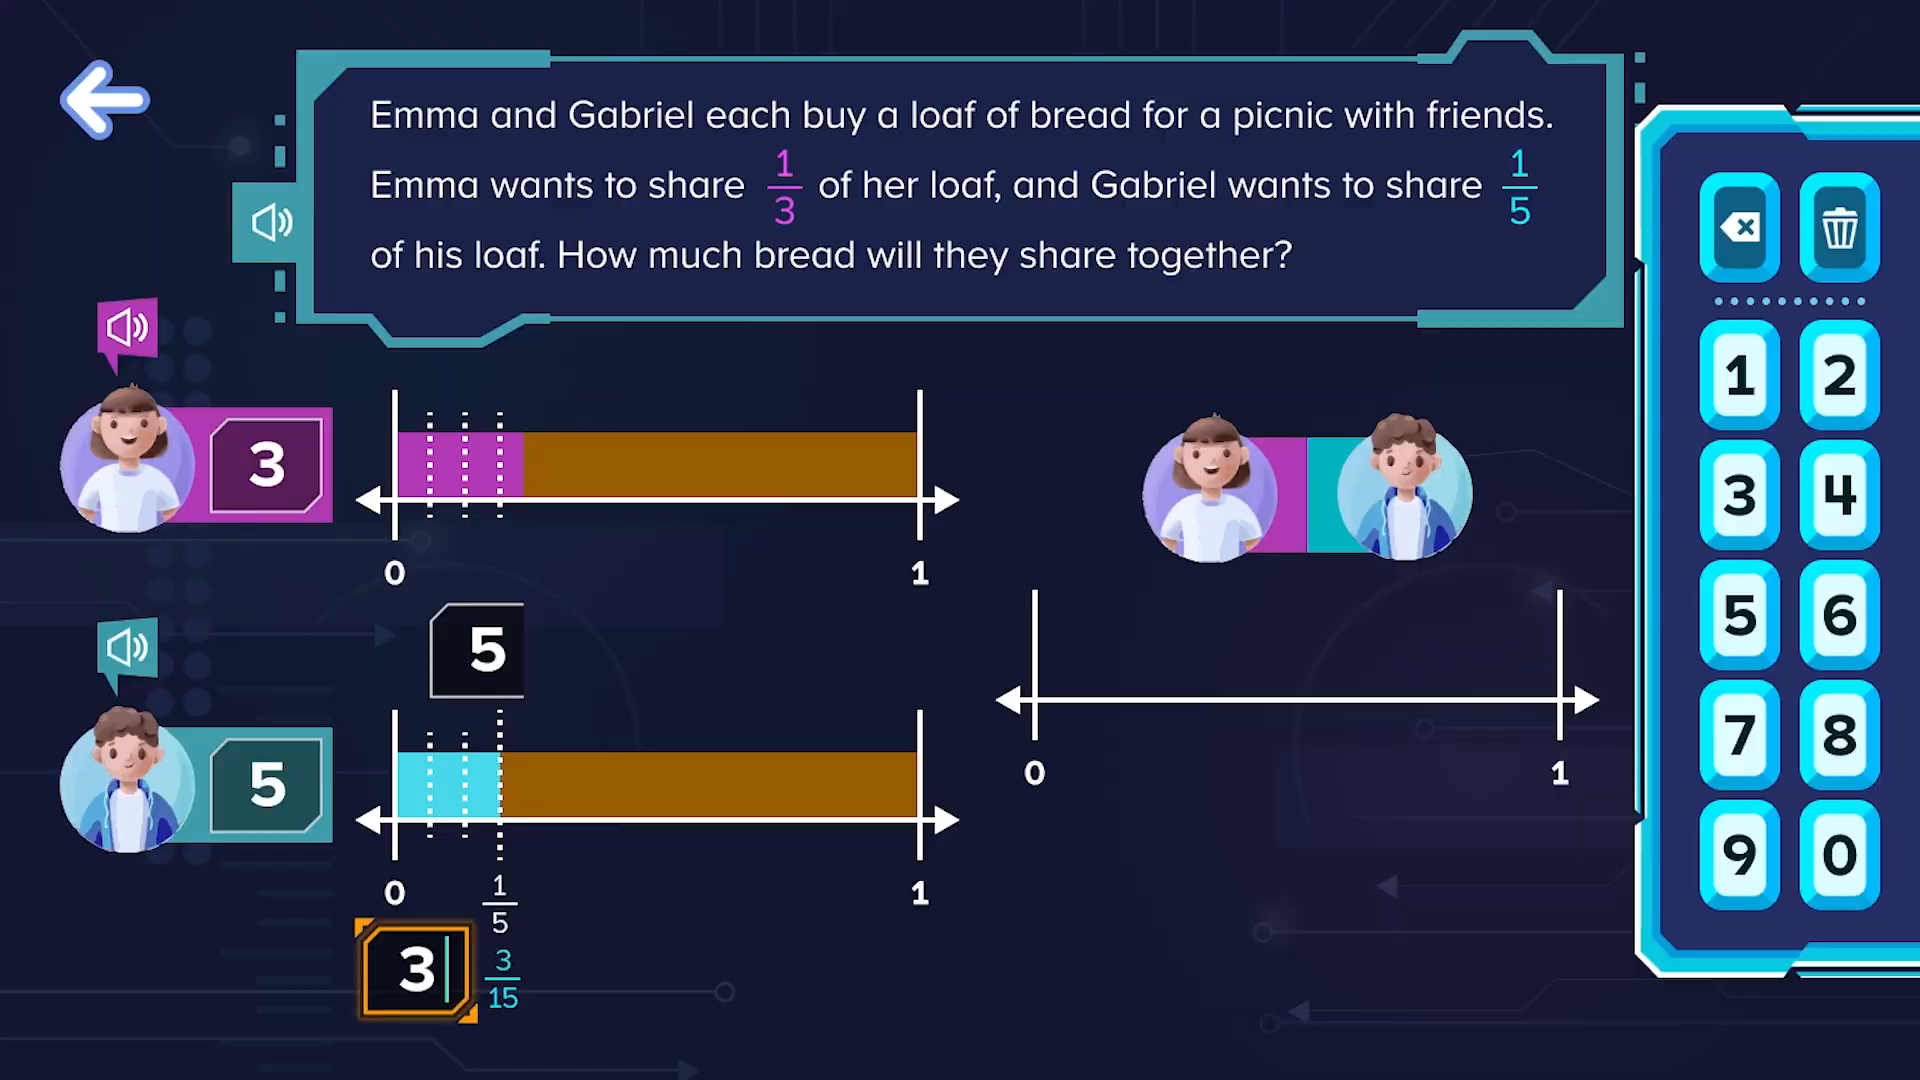 Emma and Gabriel each buy a loaf of bread for a picnic with friends.
Emma wants to share 1/3 of her loaf, and Gabriel wants to share 1/5
of his loaf. How much bread will they share together?
3
0 1
5
5
0 1/5 1
3 3/15
0 1
1 2
3 4
5 6
7 8
9 0